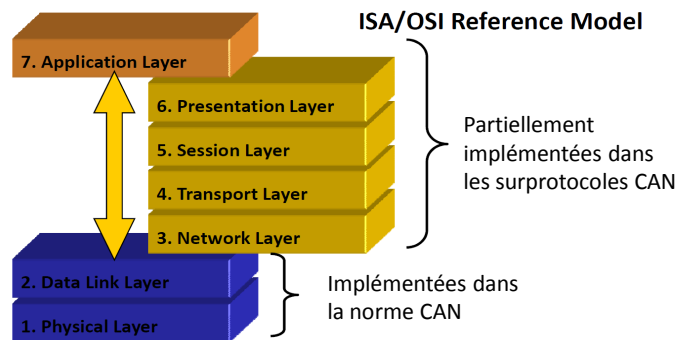 ISA/OSI Reference Model
7. Application Layer
6. Presentation Layer
5. Session Layer
4. Transport Layer
3. Network Layer
Partiellement
implémentées dans
les surprotocoles CAN
2. Data Link Layer
1. Physical Layer
Implémentées dans
la norme CAN